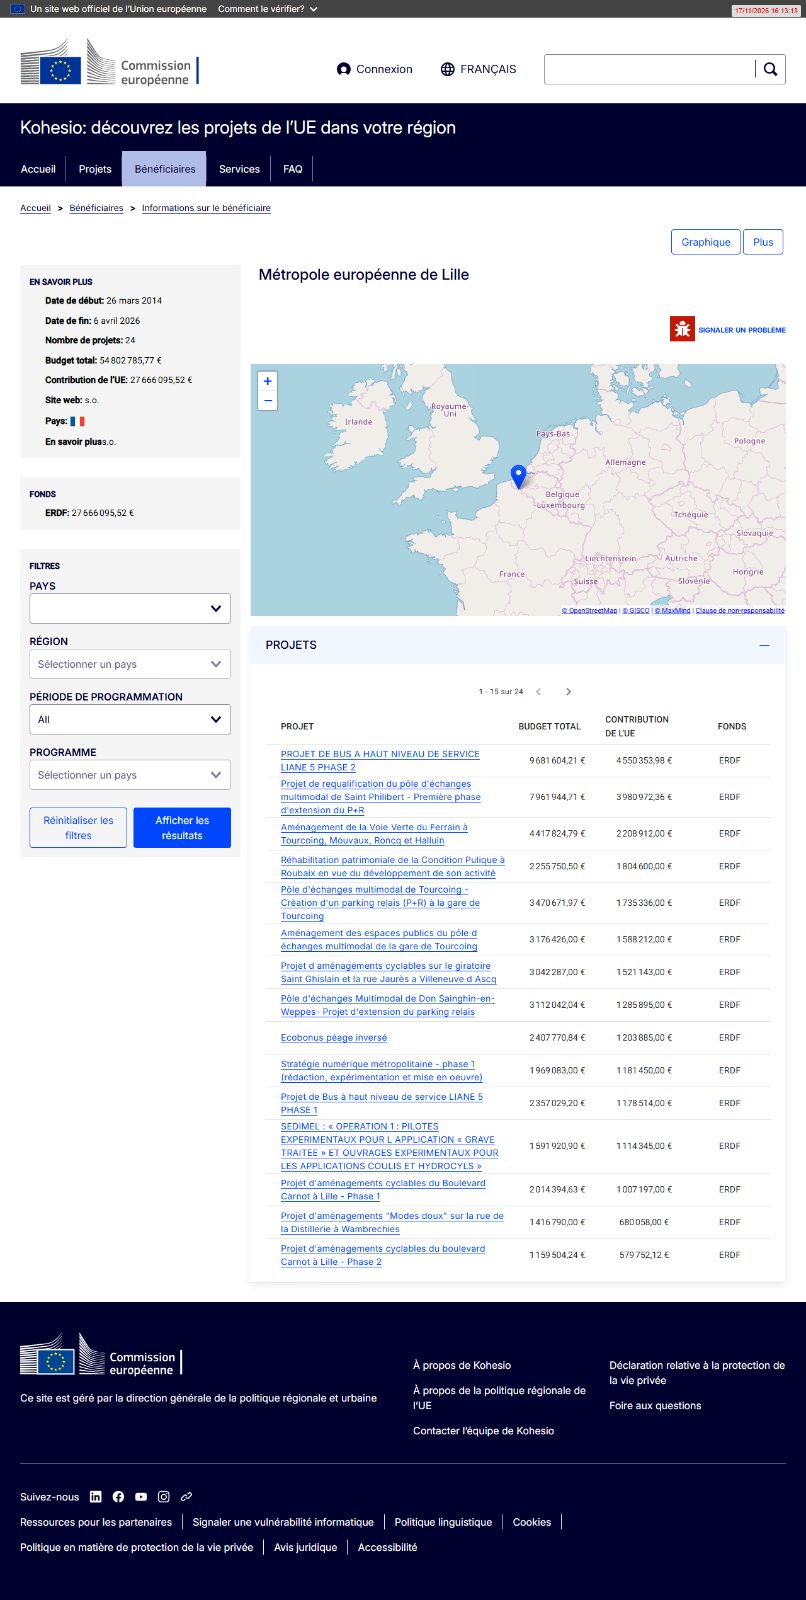 Un site web officiel de l'Union européenne Comment le vérifier?
17/11/2026 16:13:13
Commission
européenne
Connexion
FRANÇAIS
Kohesio: découvrez les projets de l'UE dans votre région
Accueil
Projets
Bénéficiaires
Services
FAQ
Accueil > Bénéficiaires > Informations sur le bénéficiaire
Graphique
Plus
EN SAVOIR PLUS
Date de début: 26 mars 2014
Date de fin: 6 avril 2026
Nombre de projets: 24
Budget total: 54 802 785,77 €
Contribution de l'UE: 27 666 095,52 €
Site web: s.o.
Pays:
En savoir pluss.o.
FONDS
ERDF: 27 666 095,52 €
FILTRES
PAYS
RÉGION
Sélectionner un pays
PÉRIODE DE PROGRAMMATION
All
PROGRAMME
Sélectionner un pays
Réinitialiser les
filtres
Afficher les
résultats
Métropole européenne de Lille
SIGNALER UN PROBLÈME
+
−
Royaume-
Uni
Irlande
Pays-Bas
Pologne
Allemagne
Belgique
Luxembourg
Tchéquie
Slovaquie
Liechtenstein
Autriche
Hongrie
France
Suisse
Slovénie
© OpenStreetMap | © GISCO | © MaxMind | Clause de non-responsabilité
PROJETS
1 - 15 sur 24
PROJET BUDGET TOTAL CONTRIBUTION
DE L'UE FONDS
PROJET DE BUS A HAUT NIVEAU DE SERVICE
LIANE 5 PHASE 2 9 681 604,21 € 4 550 353,98 € ERDF
Projet de requalification du pôle d'échanges
multimodal de Saint Philibert - Première phase
d'extension du P+R 7 961 944,71 € 3 980 972,36 € ERDF
Aménagement de la Voie Verte du Ferrain à
Tourcoing, Mouvaux, Roncq et Halluin 4 417 824,79 € 2 208 912,00 € ERDF
Réhabilitation patrimoniale de la Condition Pulique à
Roubaix en vue du développement de son activité 2 255 750,50 € 1 804 600,00 € ERDF
Pôle d'échanges multimodal de Tourcoing -
Création d'un parking relais (P+R) à la gare de
Tourcoing 3 470 671,97 € 1 735 336,00 € ERDF
Aménagement des espaces publics du pôle d
échanges multimodal de la gare de Tourcoing 3 176 426,00 € 1 588 212,00 € ERDF
Projet d aménagements cyclables sur le giratoire
Saint Ghislain et la rue Jaurès a Villeneuve d Ascq 3 042 287,00 € 1 521 143,00 € ERDF
Pôle d'échanges Multimodal de Don Sainghin-en-
Weppes- Projet d'extension du parking relais 3 112 042,04 € 1 285 895,00 € ERDF
Ecobonus péage inversé 2 407 770,84 € 1 203 885,00 € ERDF
Stratégie numérique métropolitaine - phase 1
(rédaction, expérimentation et mise en oeuvre) 1 969 083,00 € 1 181 450,00 € ERDF
Projet de Bus à haut niveau de service LIANE 5
PHASE 1 2 357 029,20 € 1 178 514,00 € ERDF
SEDIMEL : « OPERATION 1 : PILOTES
EXPERIMENTAUX POUR L APPLICATION « GRAVE
TRAITEE » ET OUVRAGES EXPERIMENTAUX POUR
LES APPLICATIONS COULIS ET HYDROCYLS » 1 591 920,90 € 1 114 345,00 € ERDF
Projet d'aménagements cyclables du Boulevard
Carnot à Lille - Phase 1 2 014 394,63 € 1 007 197,00 € ERDF
Projet d'aménagements "Modes doux" sur la rue de
la Distillerie à Wambrechies 1 416 790,00 € 680 058,00 € ERDF
Projet d'aménagements cyclables du boulevard
Carnot à Lille - Phase 2 1 159 504,24 € 579 752,12 € ERDF
Commission
européenne
Ce site est géré par la direction générale de la politique régionale et urbaine
À propos de Kohesio
À propos de la politique régionale de
l'UE
Contacter l'équipe de Kohesio
Déclaration relative à la protection de
la vie privée
Foire aux questions
Suivez-nous
Ressources pour les partenaires
Signaler une vulnérabilité informatique
Politique linguistique
Cookies
Politique en matière de protection de la vie privée
Avis juridique
Accessibilité